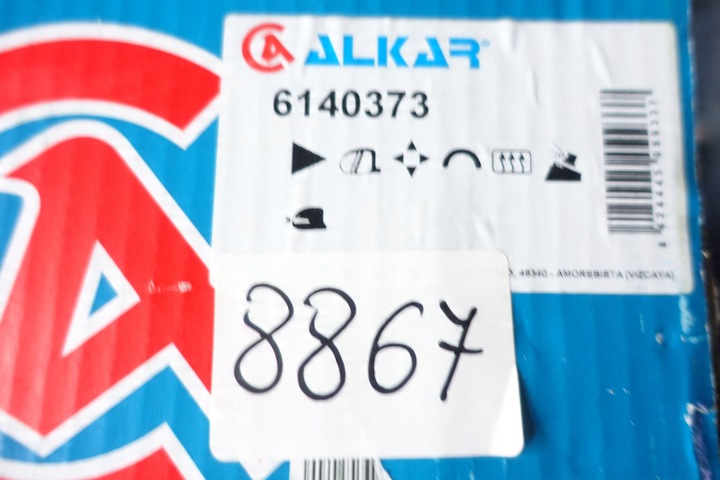 ALKAR®
6140373
48340 - AMOREBIETA (VIZCAYA)
8867